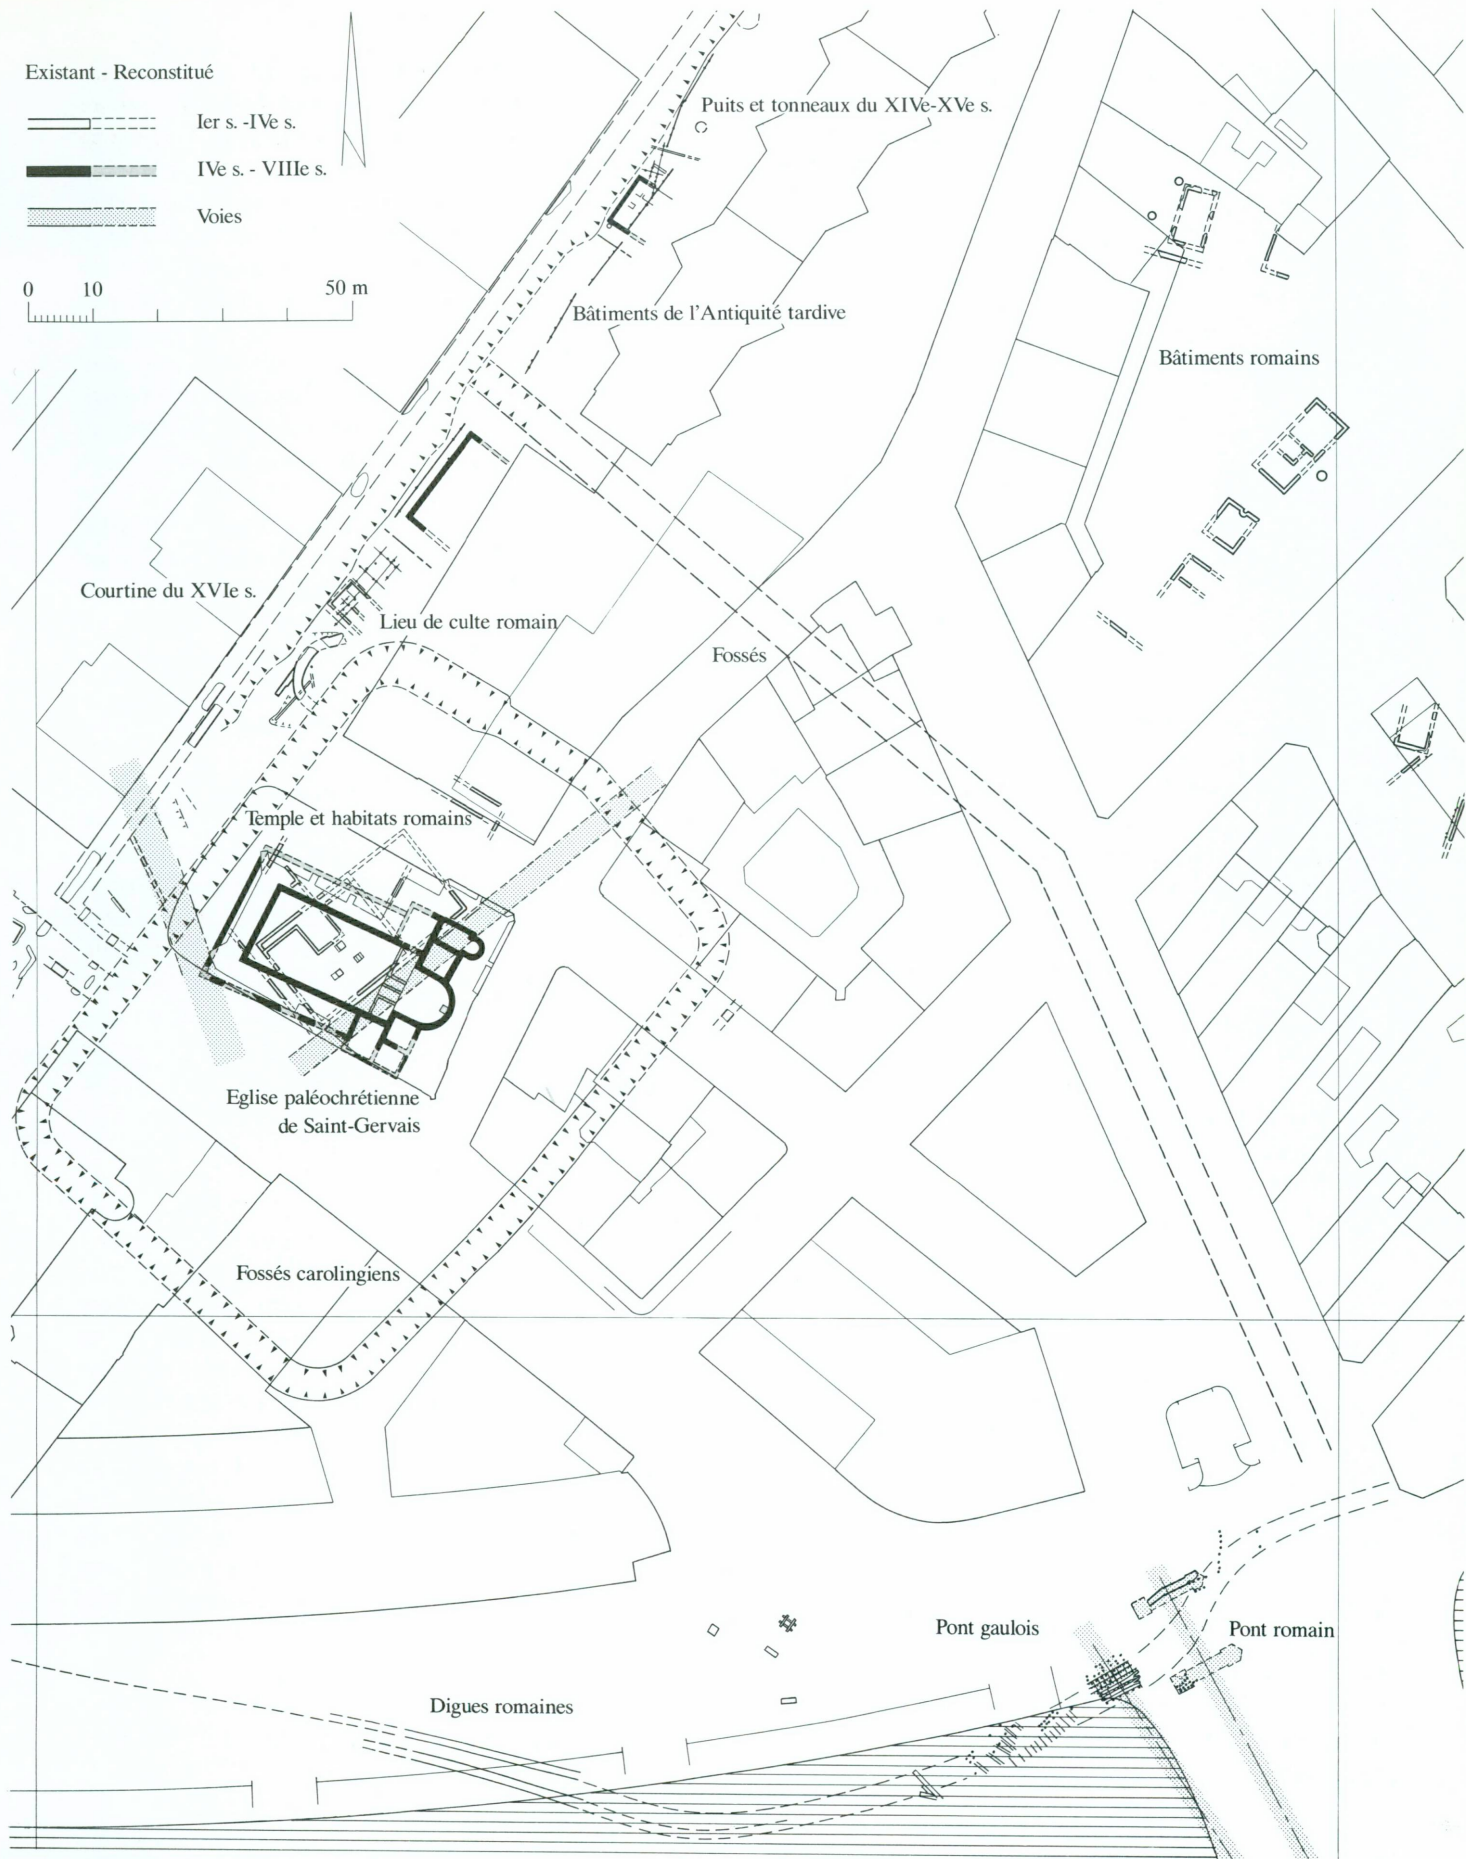 Existant - Reconstitué
Ier s. -IVe s.
IVe s. - VIIIe s.
Voies
0 10 50 m
Puits et tonneaux du XIVe-XVe s.
Bâtiments de l'Antiquité tardive
Bâtiments romains
Courtine du XVIe s.
Lieu de culte romain
Fossés
Temple et habitats romains
Eglise paléochrétienne
de Saint-Gervais
Fossés carolingiens
Pont gaulois
Pont romain
Digues romaines